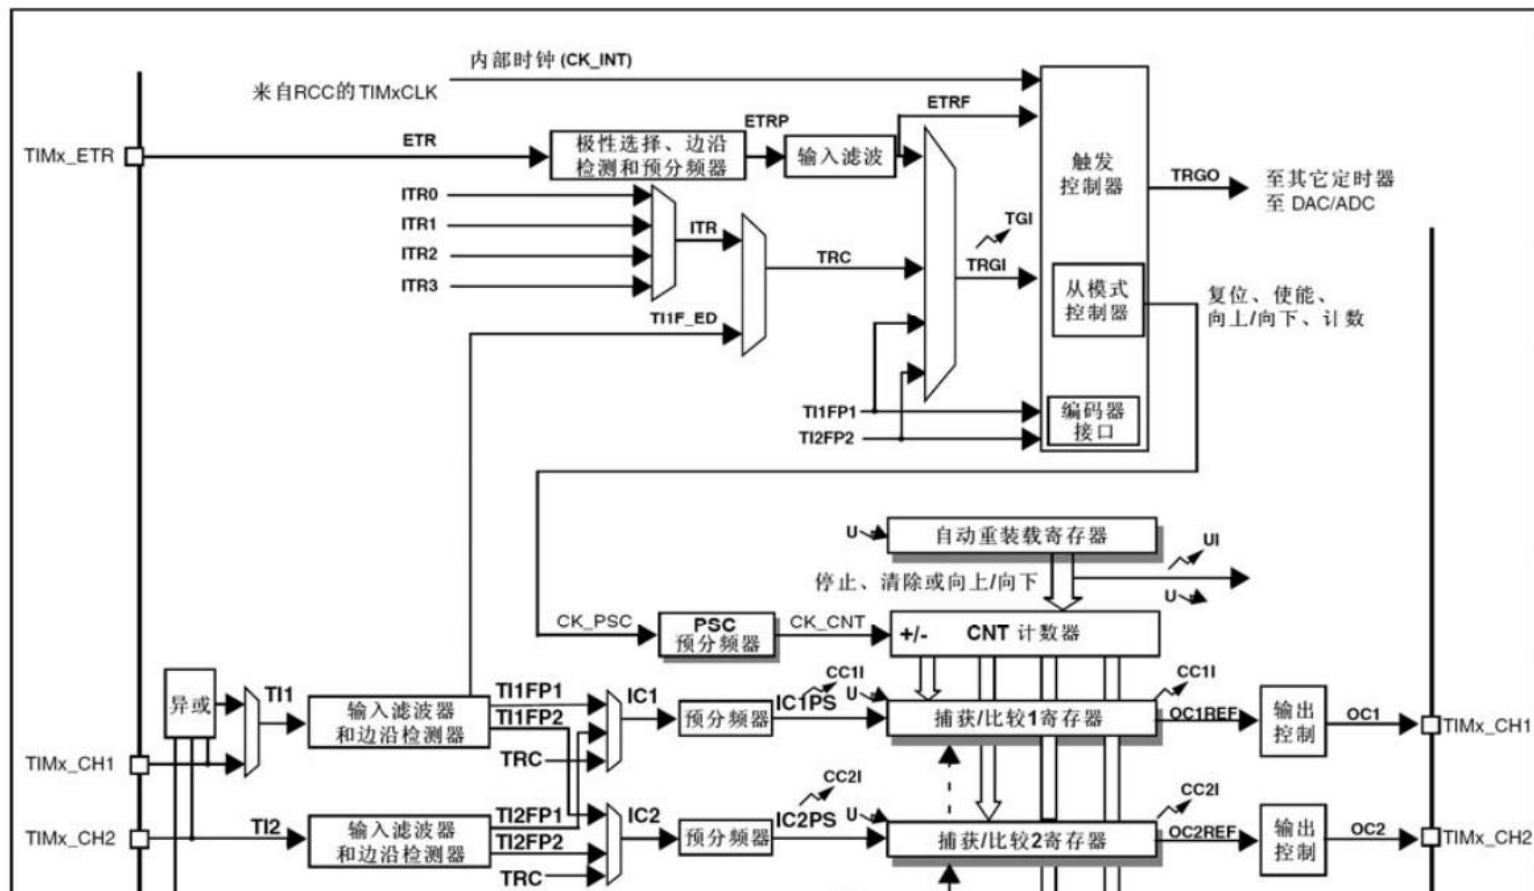 内部时钟 (CK_INT)
来自RCC的 TIMxCLK
ETRF
ETRP
ETR
TIMx_ETR
极性选择、边沿
检测和预分频器
输入滤波
触发
控制器
TRGO
至其它定时器
至 DAC/ADC
ITR0
ITR1
ITR2
ITR3
ITR
TGI
TRC
TRGI
TI1F_ED
从模式
控制器
复位、使能、
向上/向下、计数
TI1FP1
TI2FP2
编码器
接口
U
自动重装载寄存器
UI
停止、清除或向上/向下
U
CK_PSC
PSC
预分频器
CK_CNT
+/-
CNT 计数器
异或
TI1
输入滤波器
和边沿检测器
TI1FP1
TI1FP2
TRC
IC1
预分频器
CC1I
IC1PS
U
捕获/比较1寄存器
CC1I
OC1REF
输出
控制
OC1
TIMx_CH1
TIMx_CH1
TIMx_CH2
TI2
输入滤波器
和边沿检测器
TI2FP1
TI2FP2
TRC
IC2
预分频器
CC2I
IC2PS
U
捕获/比较2寄存器
CC2I
OC2REF
输出
控制
OC2
TIMx_CH2